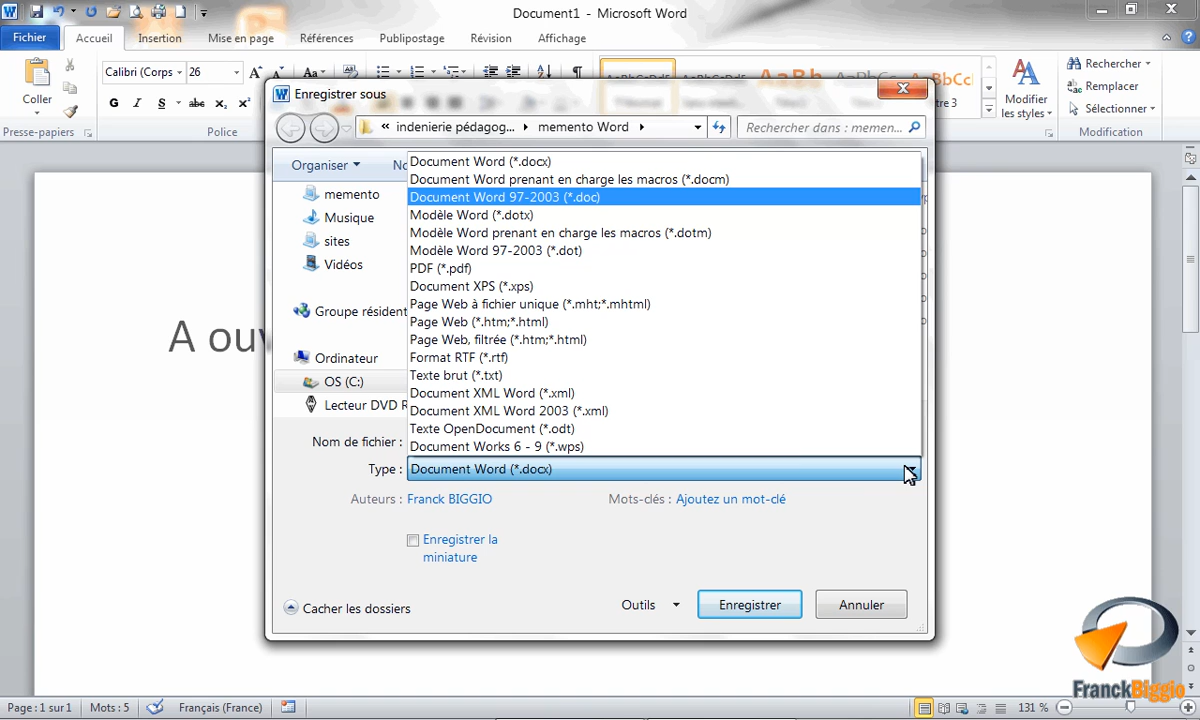 Document1 - Microsoft Word
Fichier Accueil Insertion Mise en page Références Publipostage Révision Affichage
Calibri (Corps 26
Coller
G I S abc x₂ x²
Presse-papiers Police
Modifier les styles
Rechercher
Remplacer
Sélectionner
Modification
Enregistrer sous
« indenierie pédagog... memento Word
Rechercher dans : memen...
Organiser
memento
Musique
sites
Vidéos
Groupe résident
Ordinateur
OS (C:)
Lecteur DVD R
Document Word (*.docx)
Document Word prenant en charge les macros (*.docm)
Document Word 97-2003 (*.doc)
Modèle Word (*.dotx)
Modèle Word prenant en charge les macros (*.dotm)
Modèle Word 97-2003 (*.dot)
PDF (*.pdf)
Document XPS (*.xps)
Page Web à fichier unique (*.mht;*.mhtml)
Page Web (*.htm;*.html)
Page Web, filtrée (*.htm;*.html)
Format RTF (*.rtf)
Texte brut (*.txt)
Document XML Word (*.xml)
Document XML Word 2003 (*.xml)
Texte OpenDocument (*.odt)
Document Works 6 - 9 (*.wps)
A ouv
Nom de fichier :
Type : Document Word (*.docx)
Auteurs : Franck BIGGIO Mots-clés : Ajoutez un mot-clé
Enregistrer la
miniature
Cacher les dossiers Outils Enregistrer Annuler
FranckBiggio
Page : 1 sur 1 Mots : 5 Français (France) 131 %